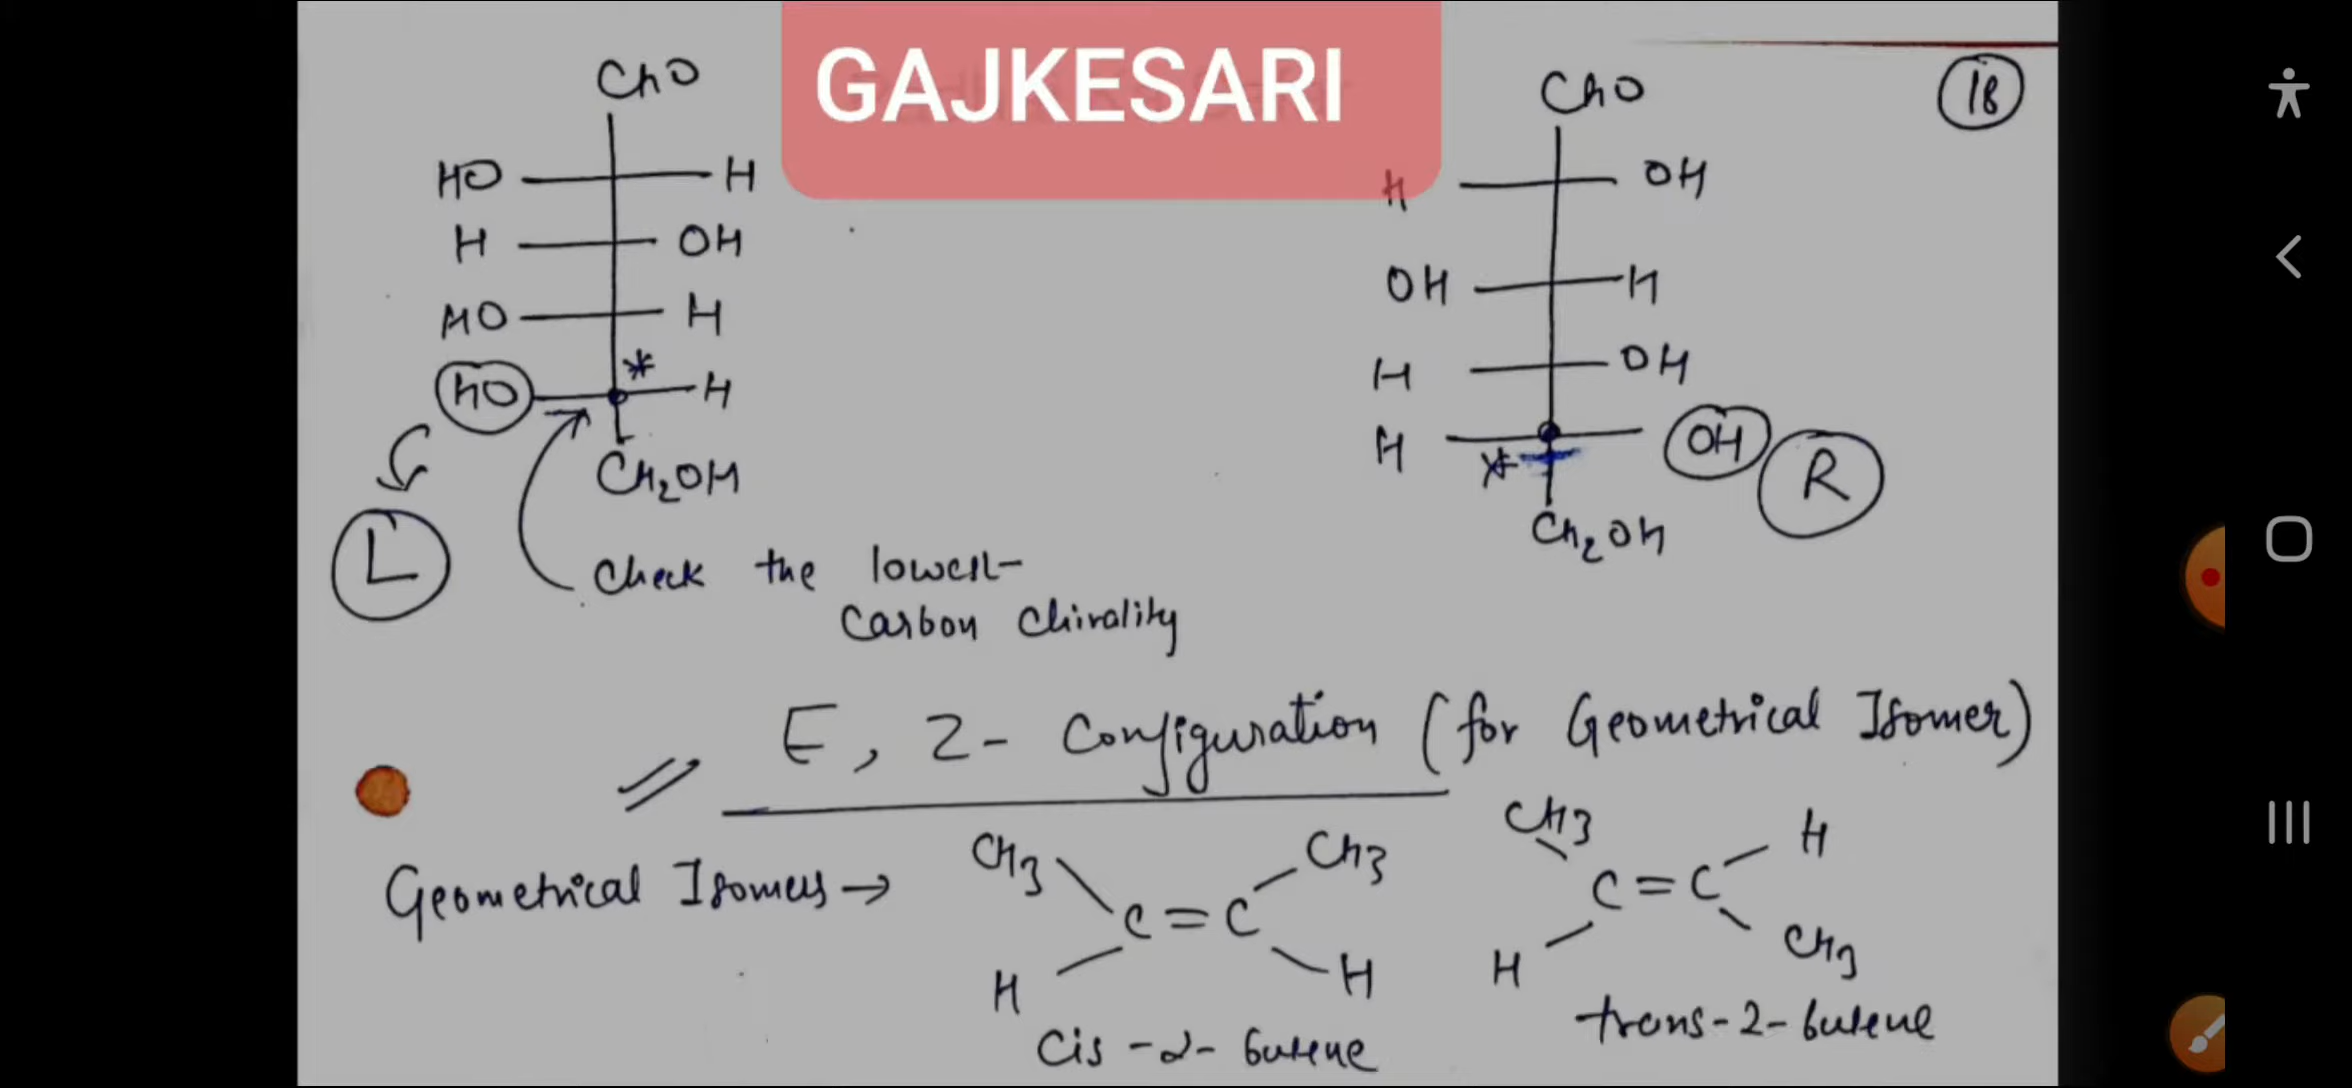 GAJKESARI
18
CHO
HO H
H OH
HO H
HO * H
CH2OH
L
Check the lowest
Carbon Chirality
CHO
H OH
OH H
H OH
H * OH
R
CH2OH
E, Z- Configuration (for Geometrical Isomer)
Geometrical Isomers →
CH3 CH3
C=C
H H
Cis-2-butene
CH3 H
C=C
H CH3
trans-2-butene